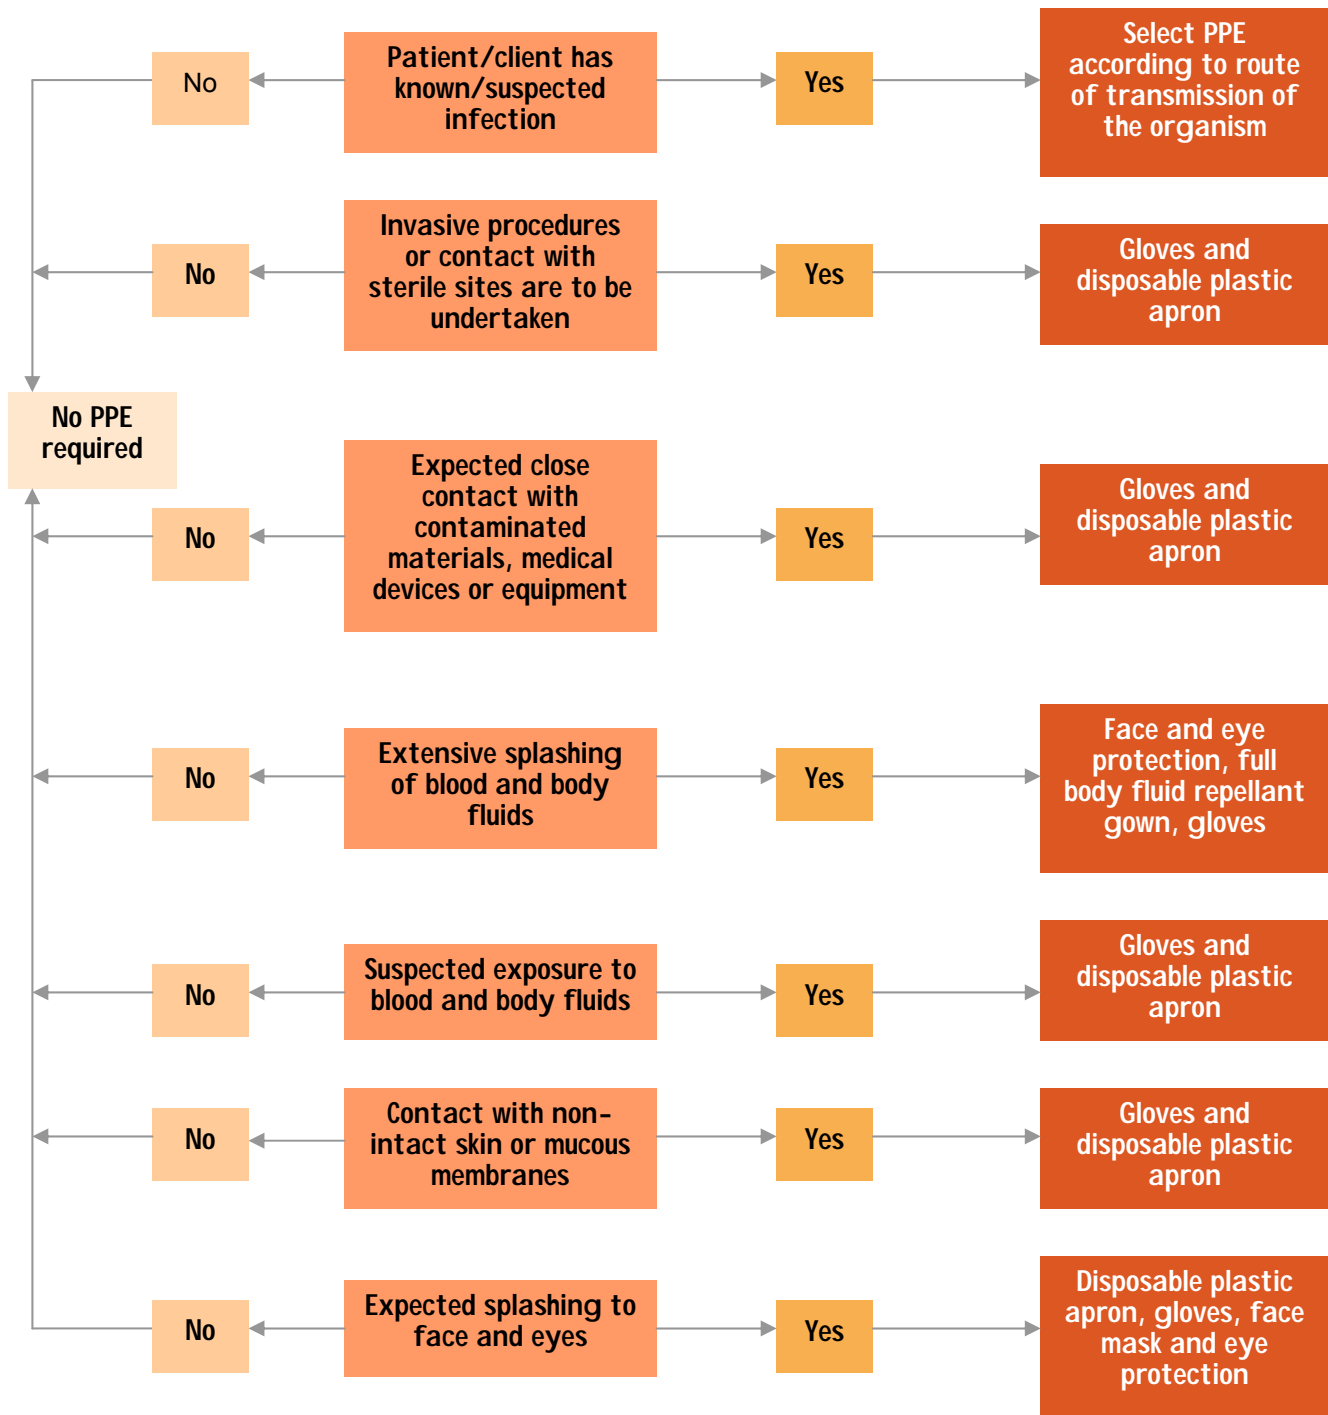 No
Patient/client has
known/suspected
infection
Yes
Select PPE
according to route
of transmission of
the organism
No
Invasive procedures
or contact with
sterile sites are to be
undertaken
Yes
Gloves and
disposable plastic
apron
No PPE
required
No
Expected close
contact with
contaminated
materials, medical
devices or equipment
Yes
Gloves and
disposable plastic
apron
No
Extensive splashing
of blood and body
fluids
Yes
Face and eye
protection, full
body fluid repellant
gown, gloves
No
Suspected exposure to
blood and body fluids
Yes
Gloves and
disposable plastic
apron
No
Contact with non-
intact skin or mucous
membranes
Yes
Gloves and
disposable plastic
apron
No
Expected splashing to
face and eyes
Yes
Disposable plastic
apron, gloves, face
mask and eye
protection